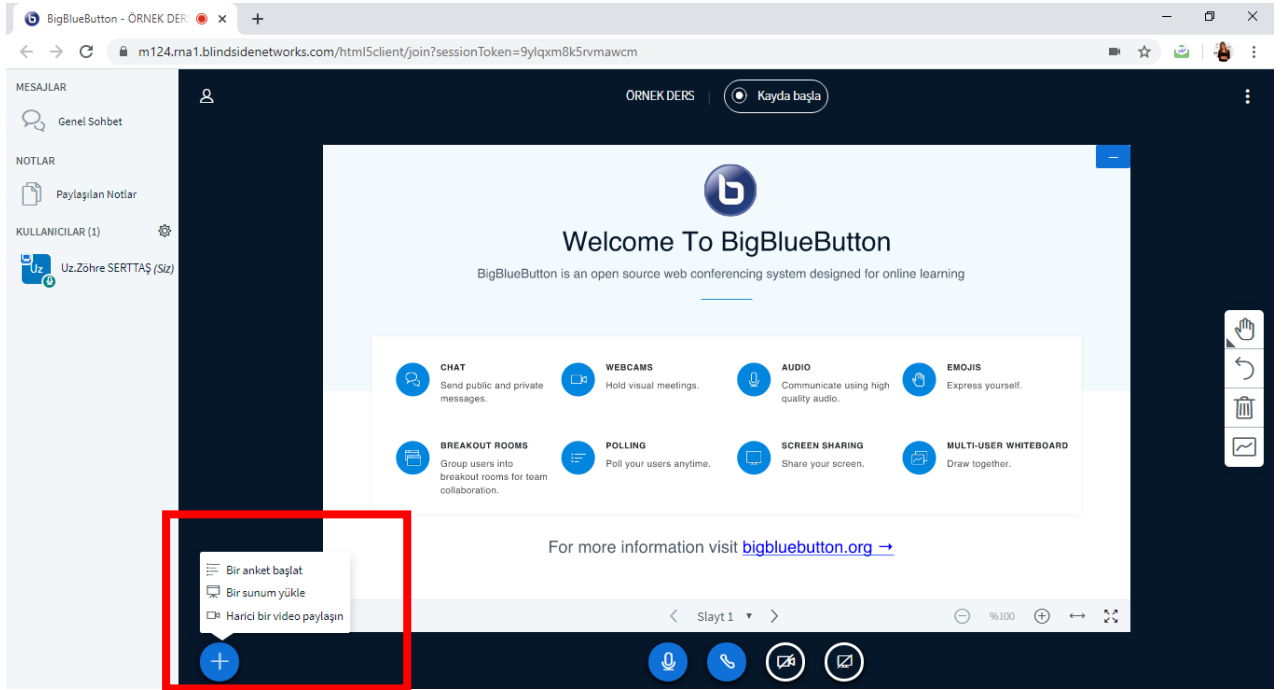 BigBlueButton - ÖRNEK DER
m124.rna1.blindsidenetworks.com/html5client/join?sessionToken=9ylqxm8k5rvmawcm
MESAJLAR
Genel Sohbet
NOTLAR
Paylaşılan Notlar
KULLANICILAR (1)
Uz
Uz.Zöhre SERTTAŞ (Siz)
ÖRNEK DERS
Kayda başla
Welcome To BigBlueButton
BigBlueButton is an open source web conferencing system designed for online learning
CHAT
Send public and private
messages.
WEBCAMS
Hold visual meetings.
AUDIO
Communicate using high
quality audio.
EMOJIS
Express yourself.
BREAKOUT ROOMS
Group users into
breakout rooms for team
collaboration.
POLLING
Poll your users anytime.
SCREEN SHARING
Share your screen.
MULTI-USER WHITEBOARD
Draw together.
For more information visit bigbluebutton.org →
Bir anket başlat
Bir sunum yükle
Harici bir video paylaşın
Slayt 1
%100